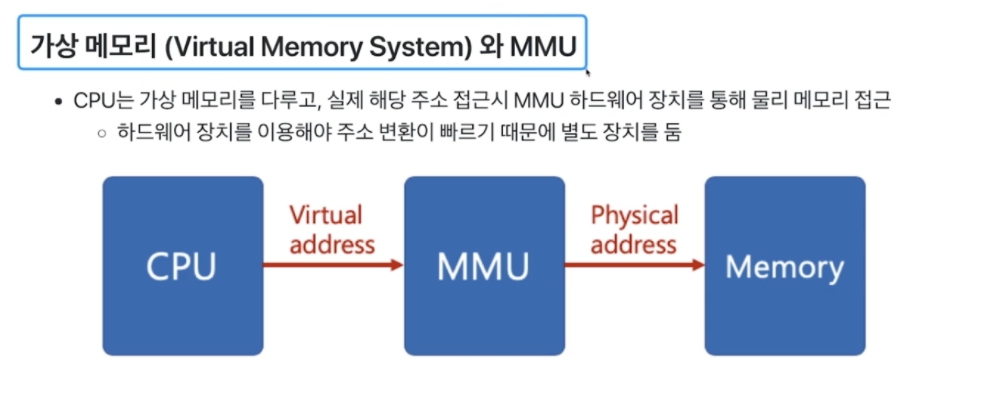 가상 메모리 (Virtual Memory System) 와 MMU
• CPU는 가상 메모리를 다루고, 실제 해당 주소 접근시 MMU 하드웨어 장치를 통해 물리 메모리 접근
○ 하드웨어 장치를 이용해야 주소 변환이 빠르기 때문에 별도 장치를 둠
CPU
Virtual
address
MMU
Physical
address
Memory